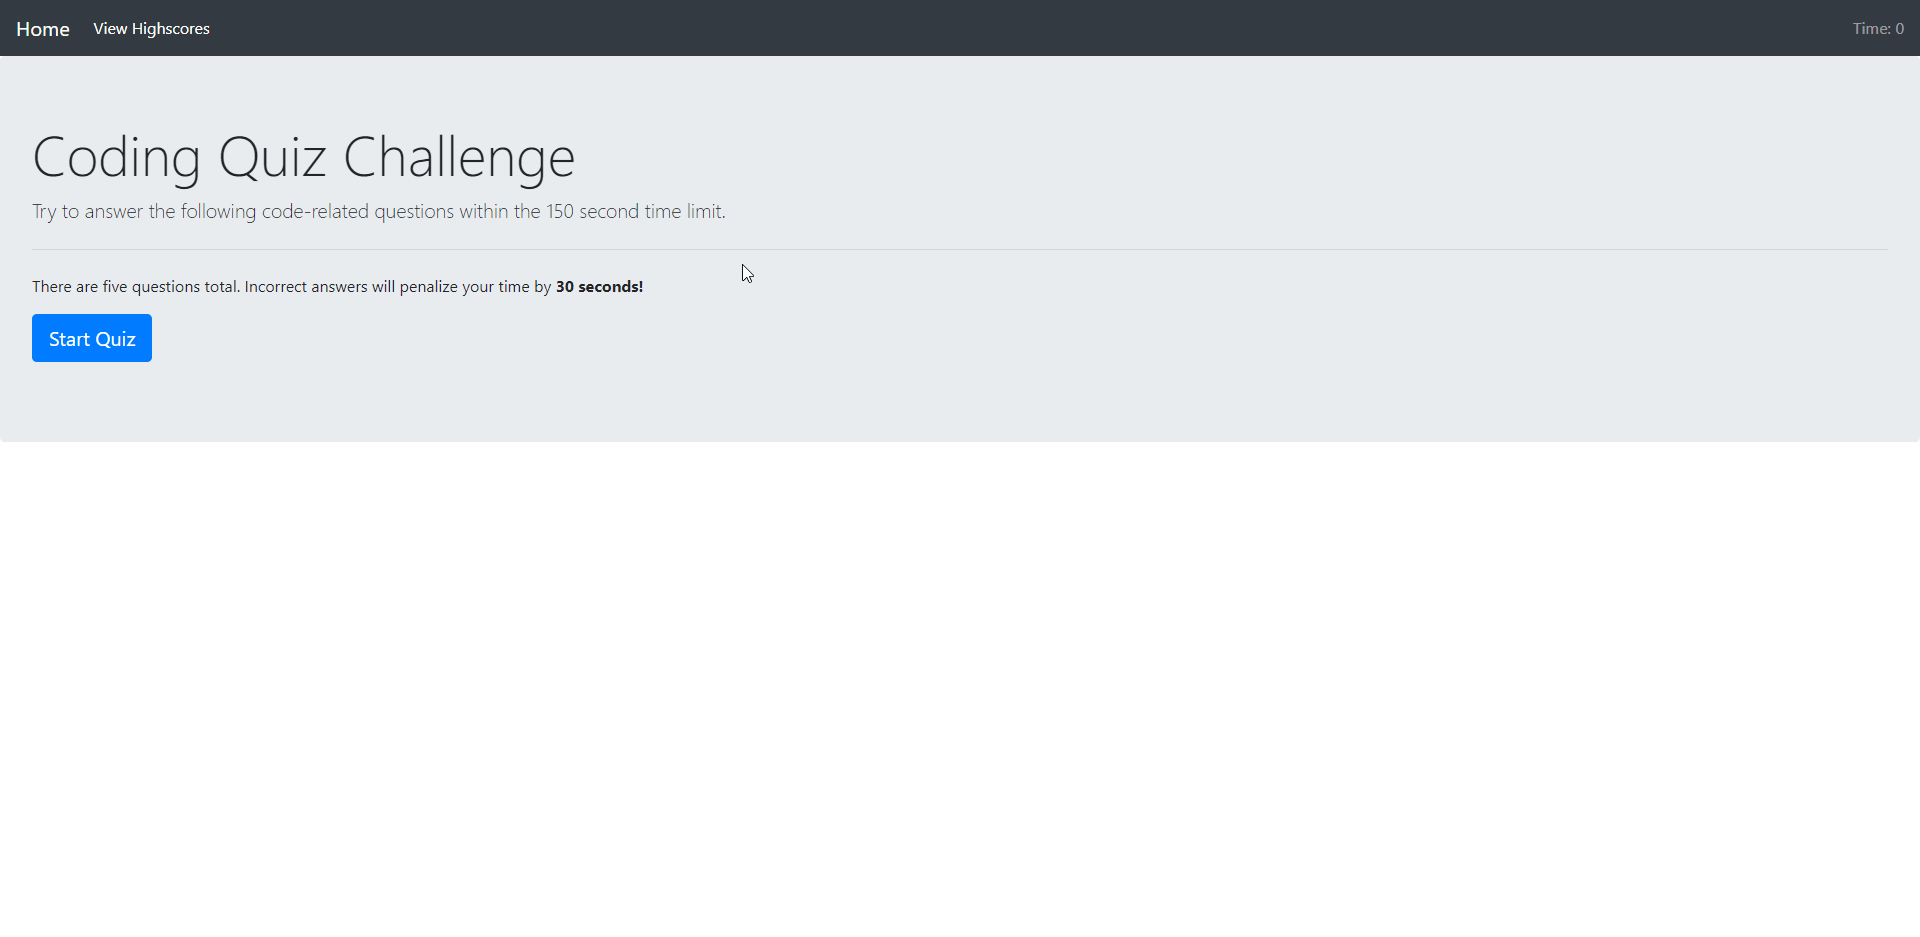 Home View Highscores Time: 0
Coding Quiz Challenge
Try to answer the following code-related questions within the 150 second time limit.
There are five questions total. Incorrect answers will penalize your time by 30 seconds!
Start Quiz